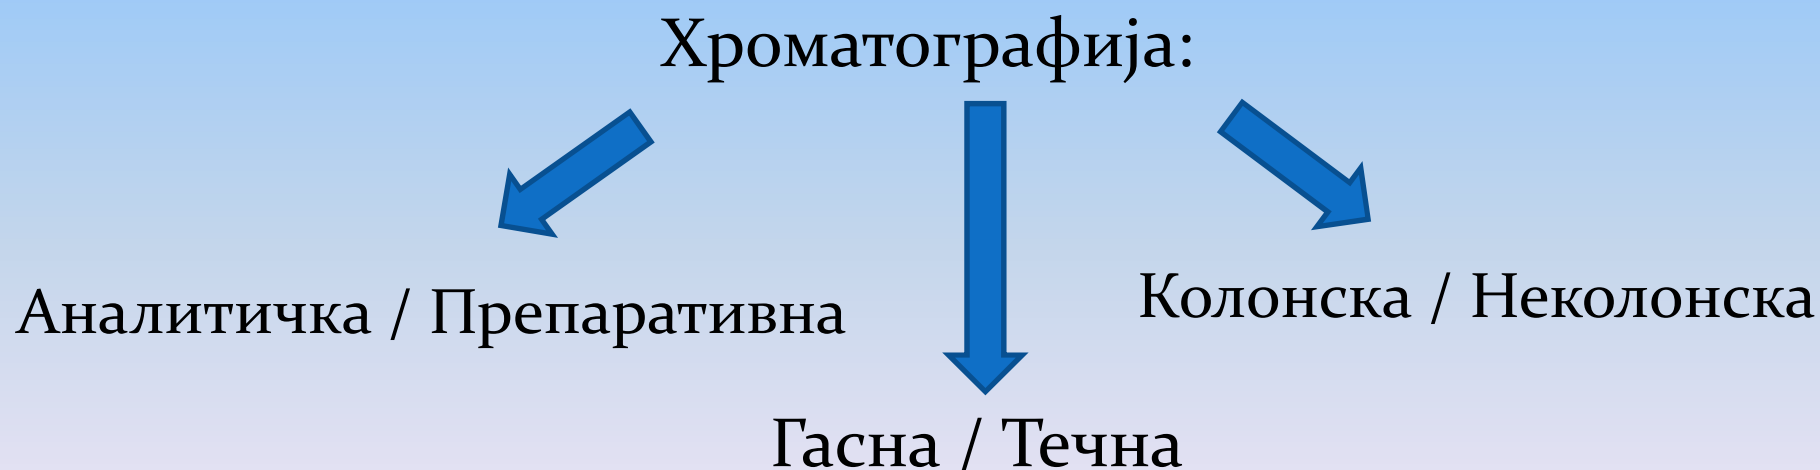 Хроматографија:
Аналитичка / Препаративна
Колонска / Неколонска
Гасна / Течна